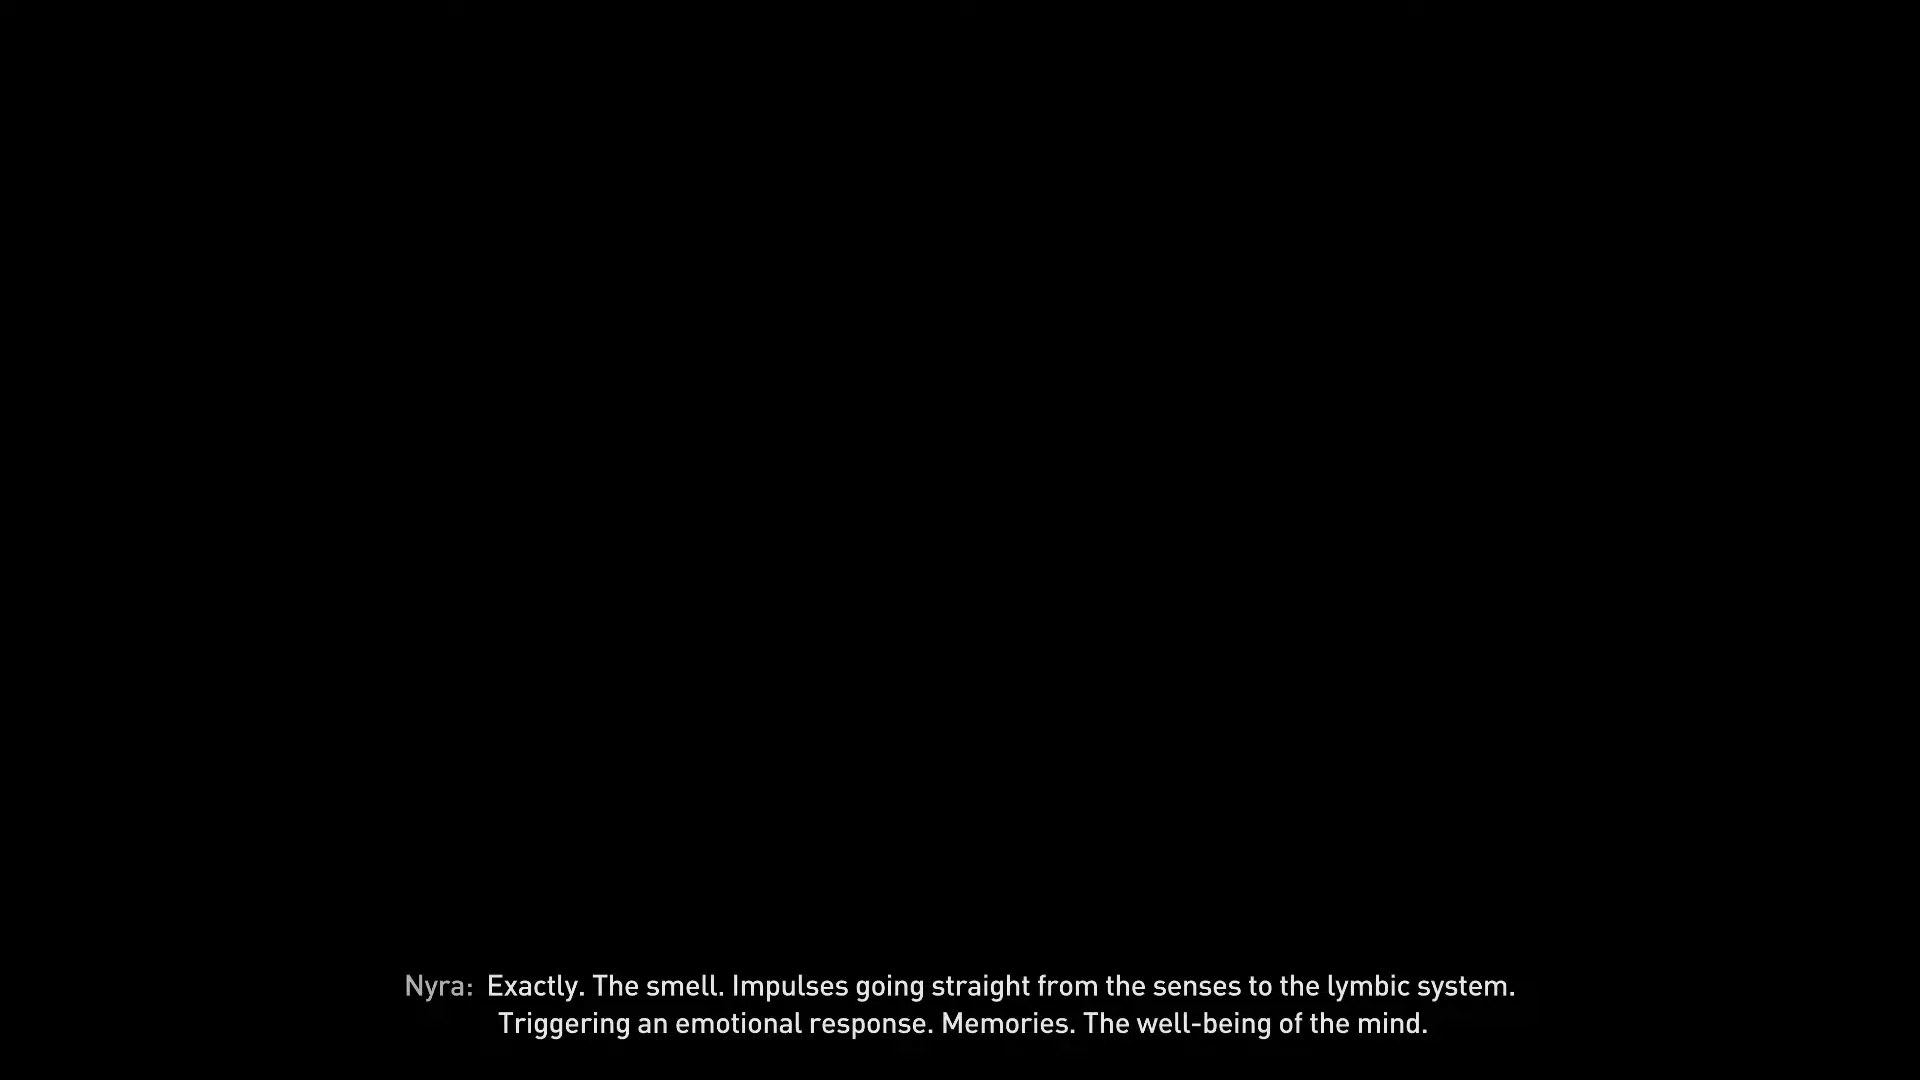 Nyra: Exactly. The smell. Impulses going straight from the senses to the lymbic system.
Triggering an emotional response. Memories. The well-being of the mind.